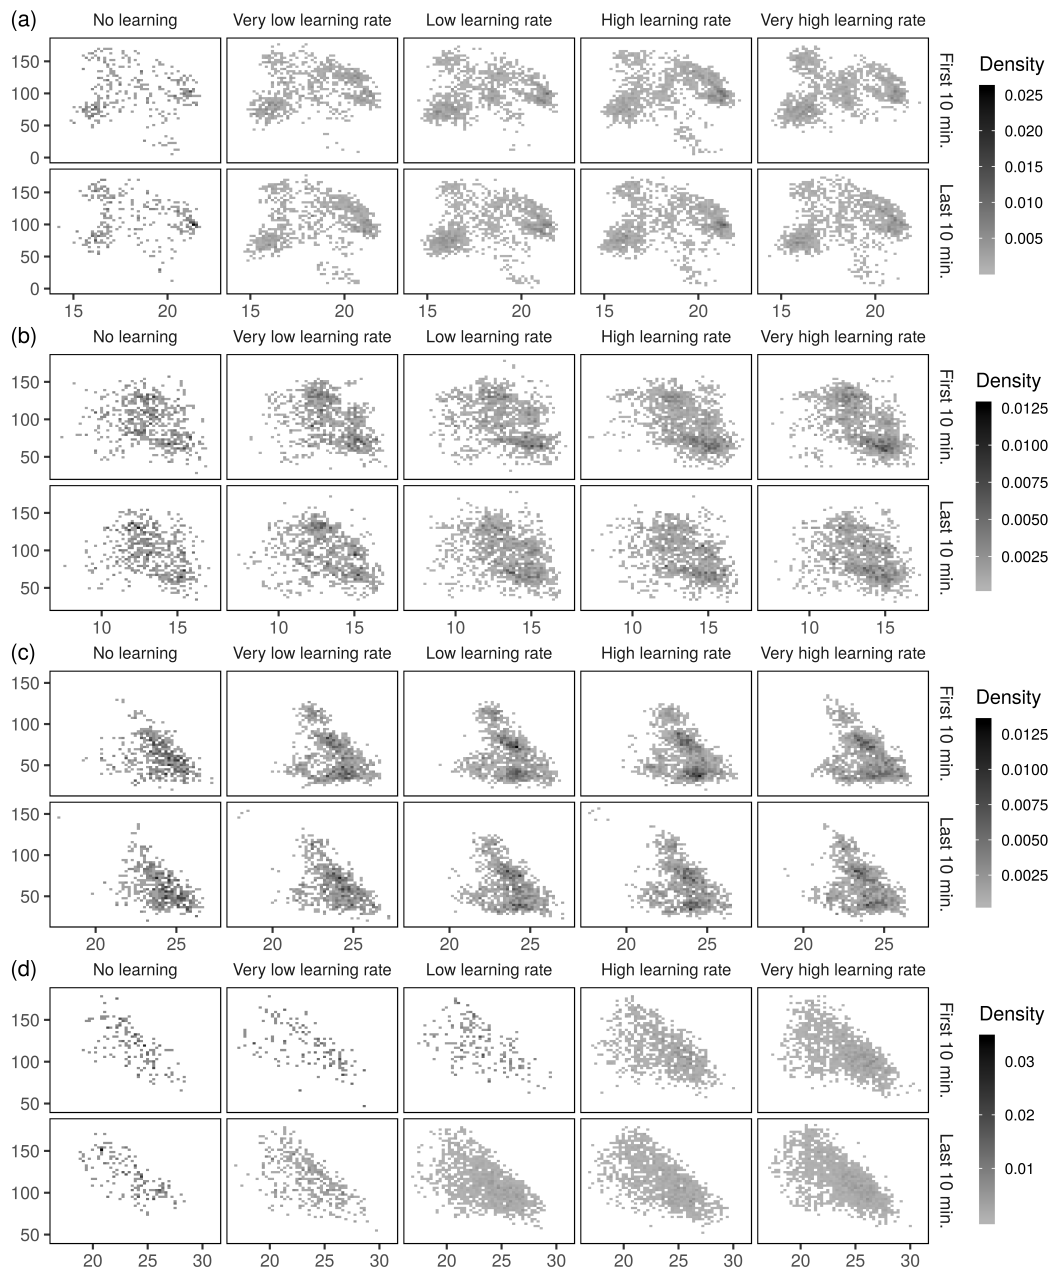 (a)
No learning Very low learning rate Low learning rate High learning rate Very high learning rate
150
100
50
0
First 10 min.
150
100
50
0
Last 10 min.
15 20 15 20 15 20 15 20 15 20
Density
0.025
0.020
0.015
0.010
0.005
(b)
No learning Very low learning rate Low learning rate High learning rate Very high learning rate
150
100
50
First 10 min.
150
100
50
Last 10 min.
10 15 10 15 10 15 10 15 10 15
Density
0.0125
0.0100
0.0075
0.0050
0.0025
(c)
No learning Very low learning rate Low learning rate High learning rate Very high learning rate
150
100
50
First 10 min.
150
100
50
Last 10 min.
20 25 20 25 20 25 20 25 20 25
Density
0.0125
0.0100
0.0075
0.0050
0.0025
(d)
No learning Very low learning rate Low learning rate High learning rate Very high learning rate
150
100
50
First 10 min.
150
100
50
Last 10 min.
20 25 30 20 25 30 20 25 30 20 25 30 20 25 30
Density
0.03
0.02
0.01